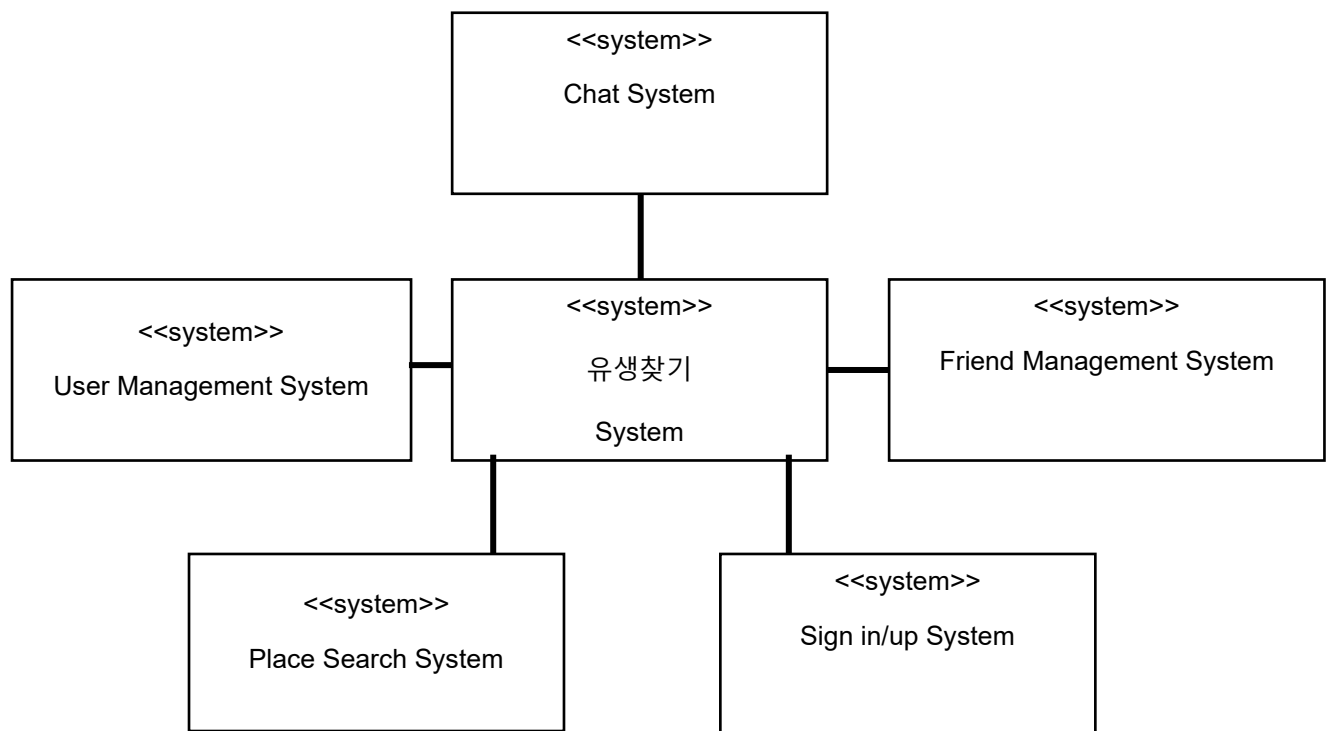 <<system>>
Chat System
<<system>>
User Management System
<<system>>
유생찾기
System
<<system>>
Friend Management System
<<system>>
Place Search System
<<system>>
Sign in/up System